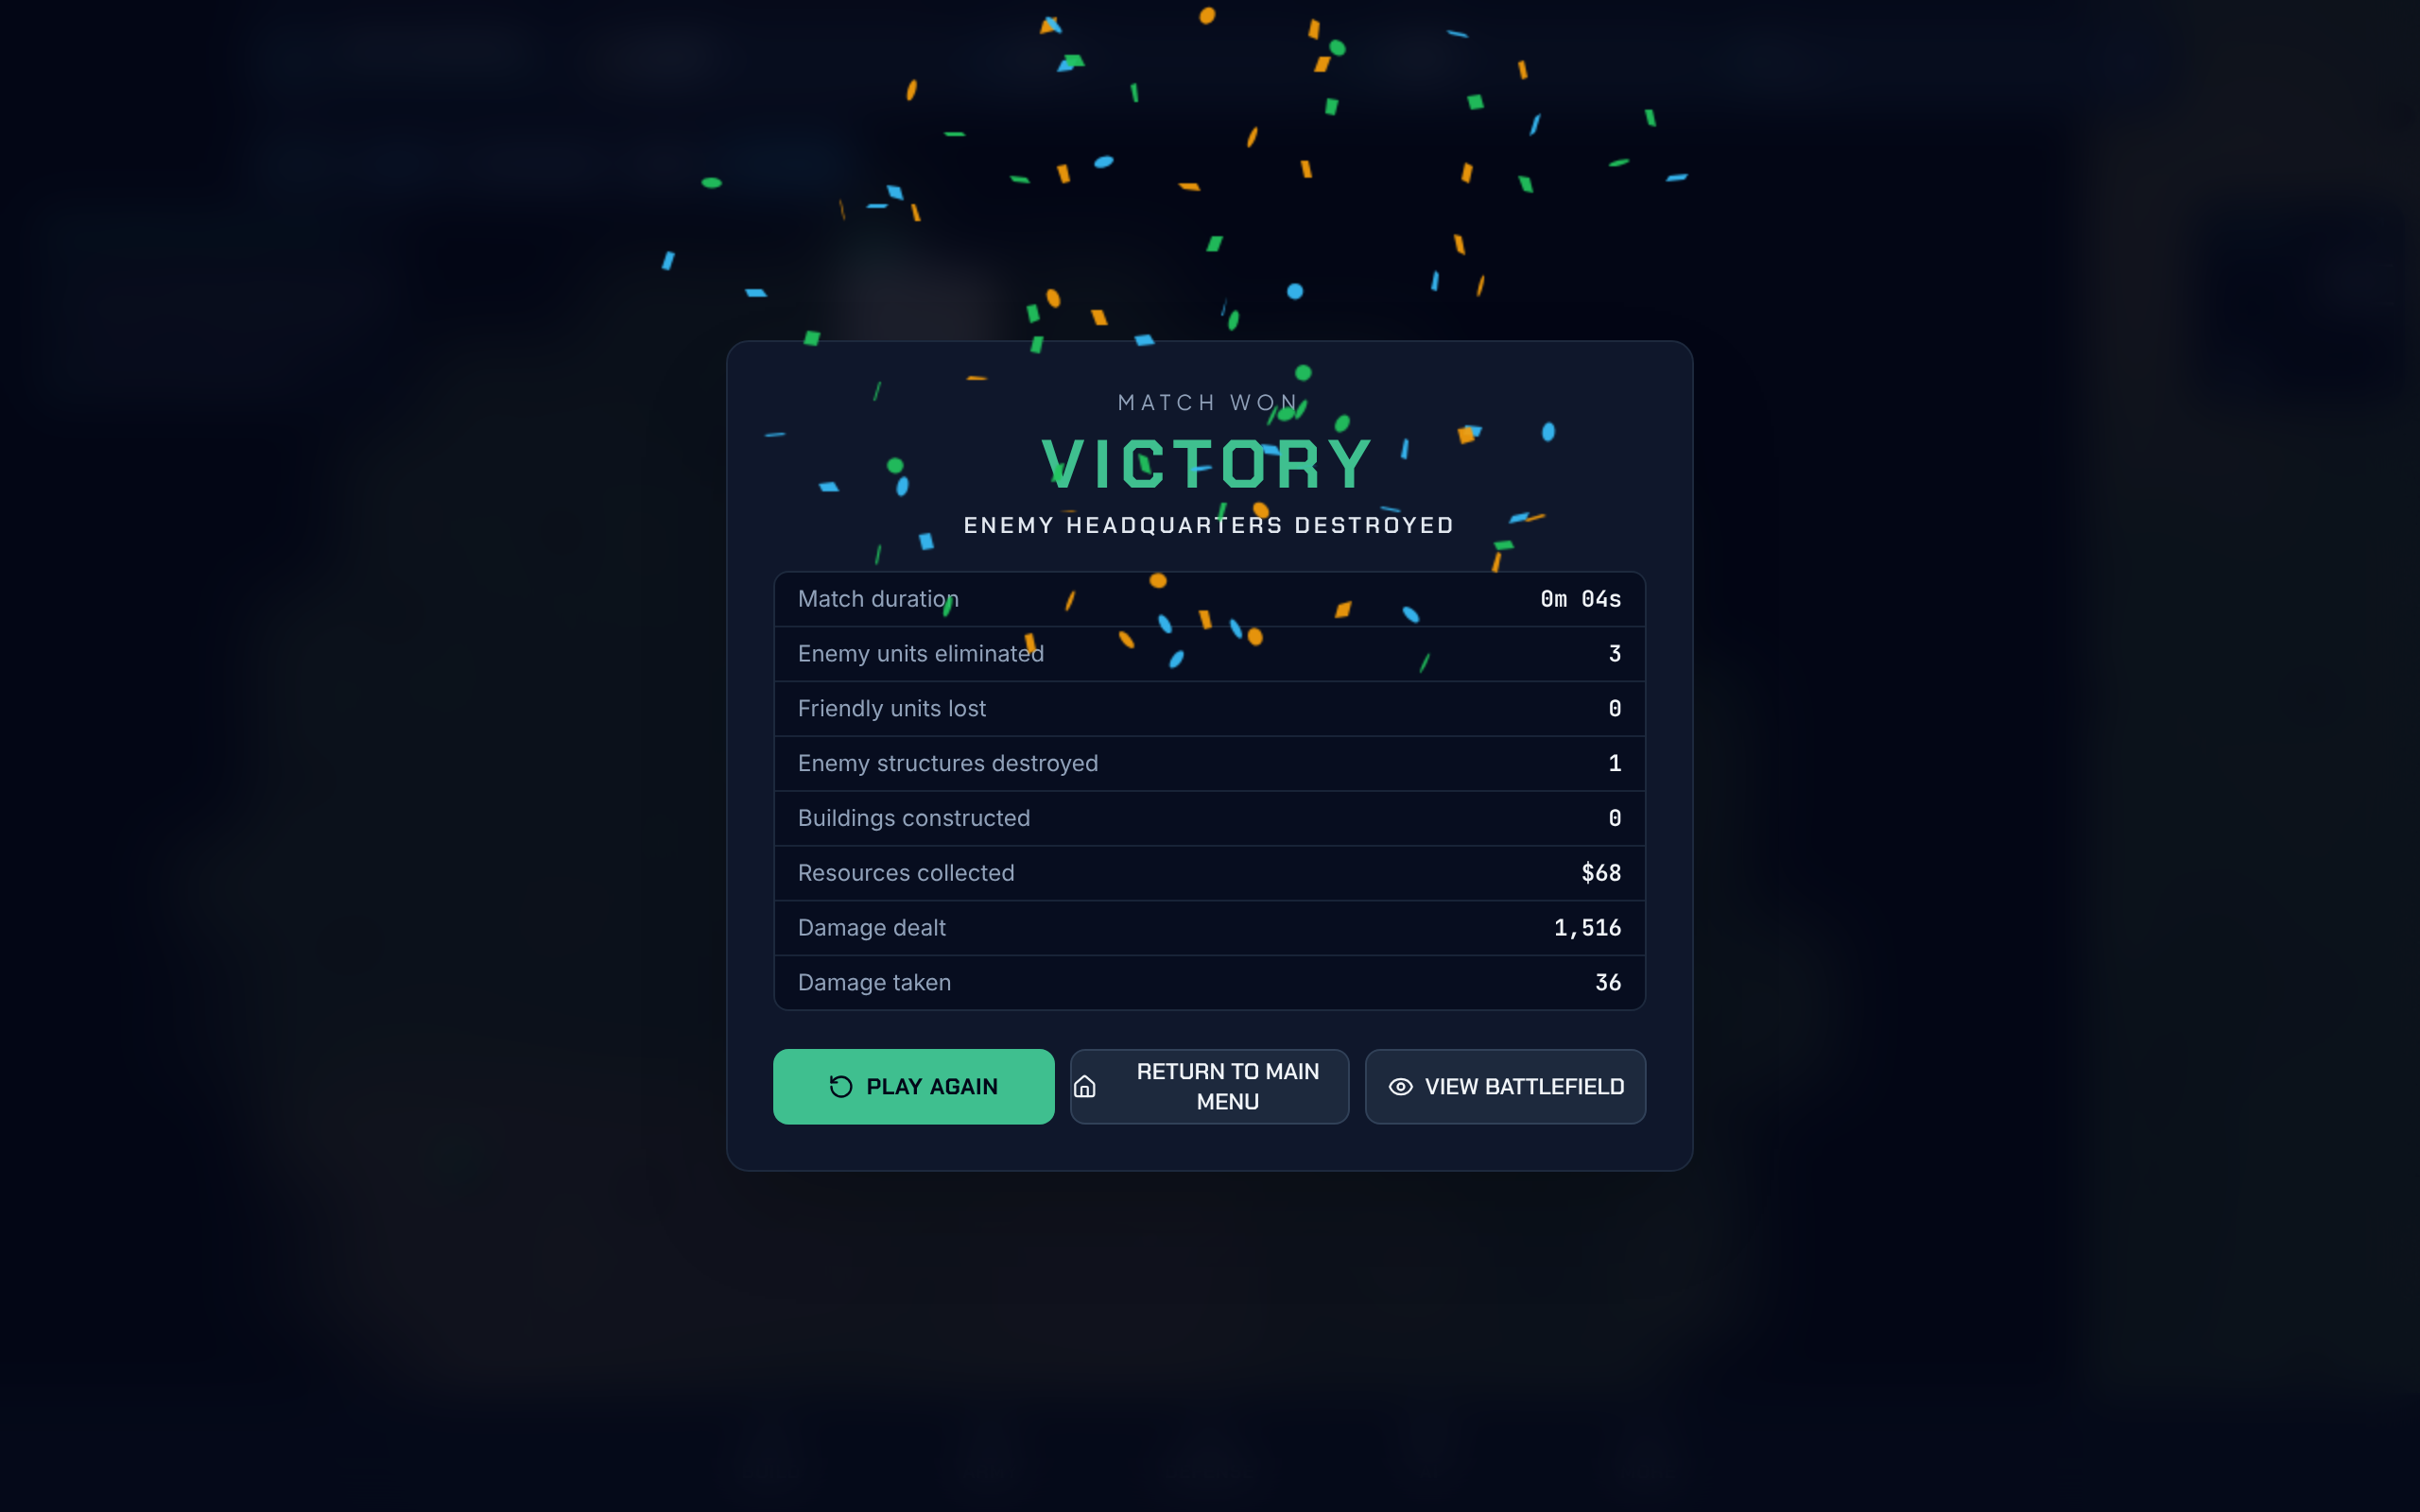 MATCH WON
VICTORY
ENEMY HEADQUARTERS DESTROYED
Match duration 0m 04s
Enemy units eliminated 3
Friendly units lost 0
Enemy structures destroyed 1
Buildings constructed 0
Resources collected $68
Damage dealt 1,516
Damage taken 36
PLAY AGAIN
RETURN TO MAIN
MENU
VIEW BATTLEFIELD